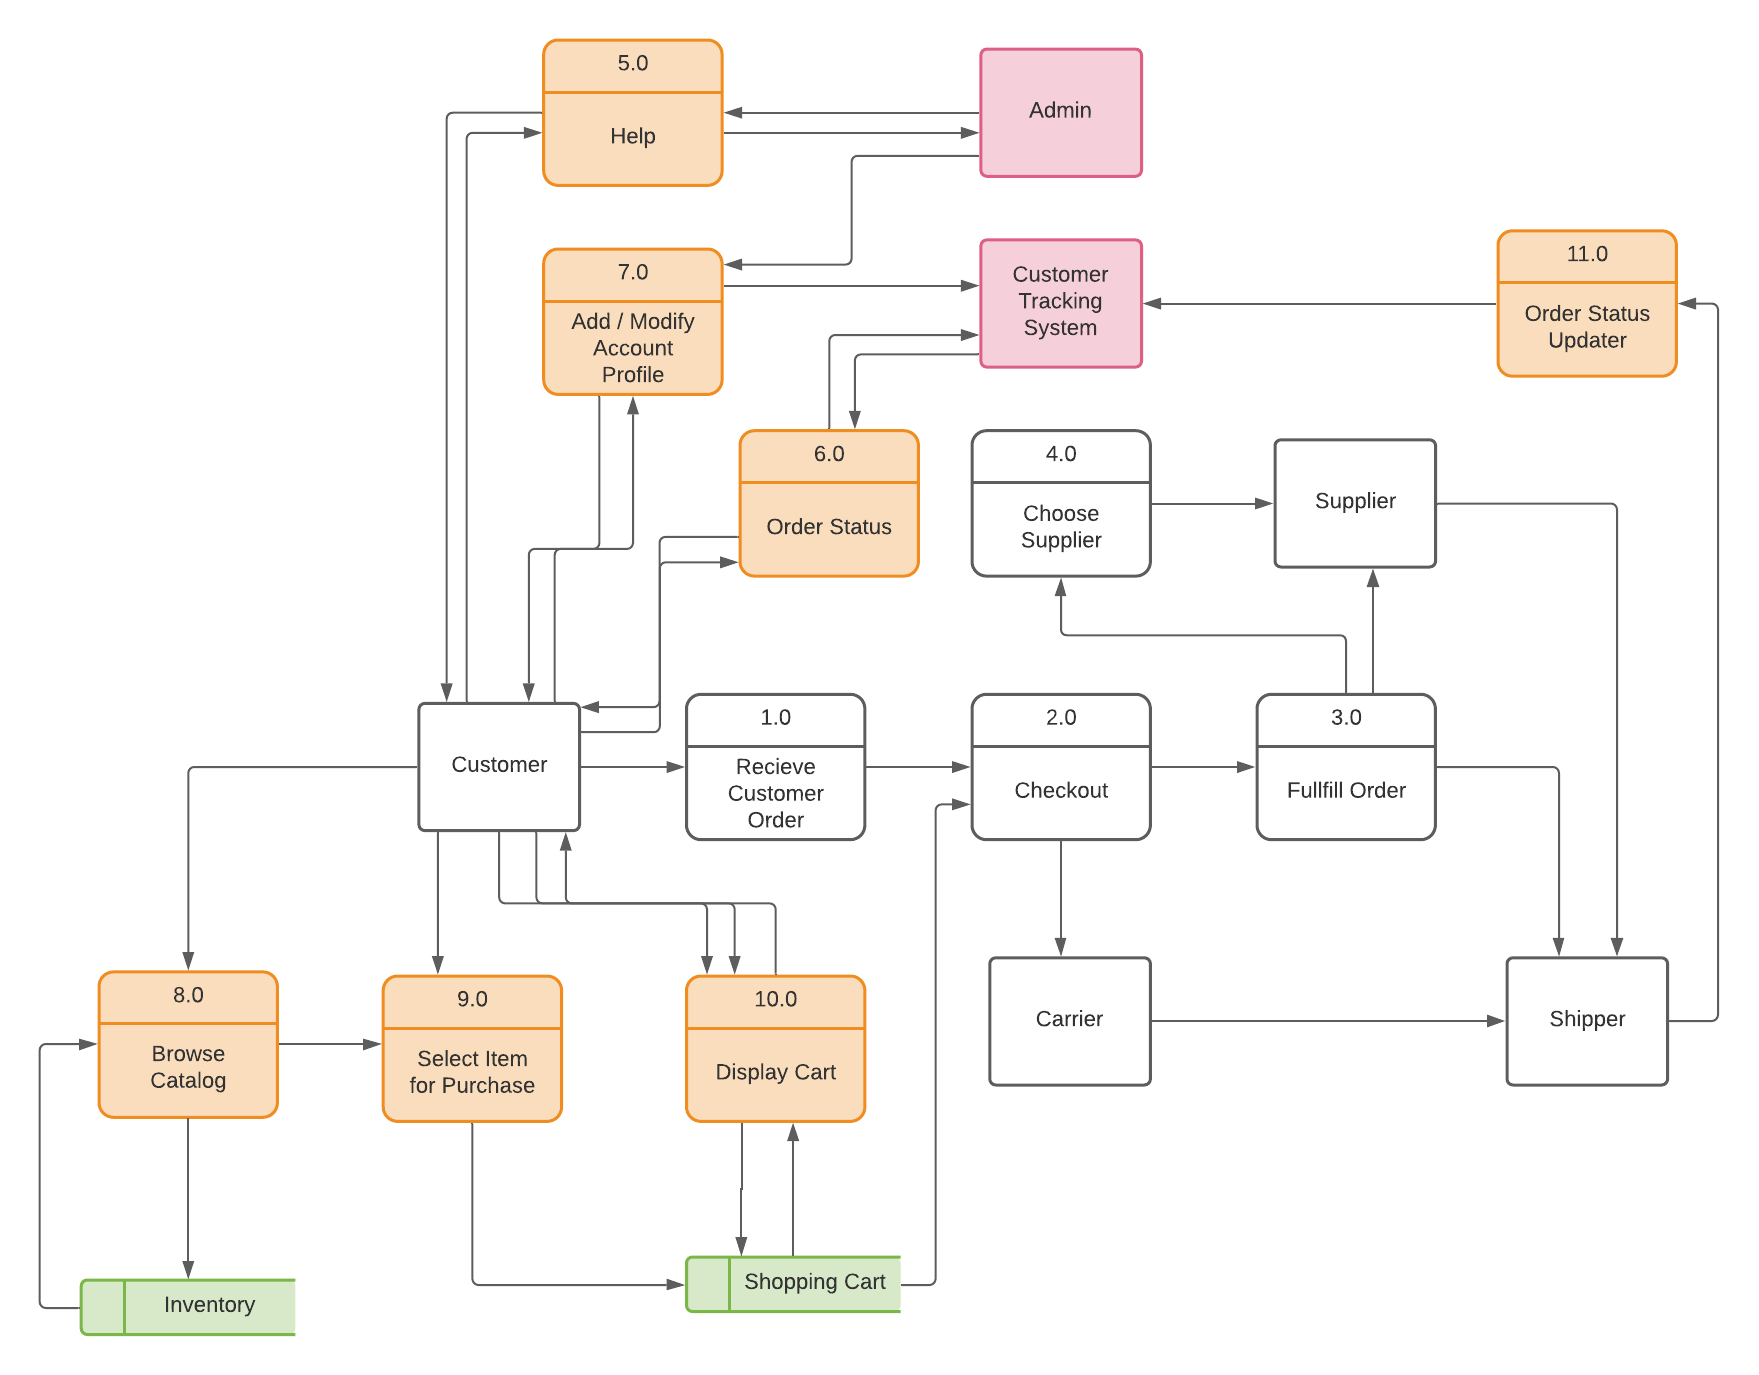 5.0
Help
Admin
7.0
Add / Modify
Account
Profile
Customer
Tracking
System
11.0
Order Status
Updater
6.0
Order Status
4.0
Choose
Supplier
Supplier
Customer
1.0
Recieve
Customer
Order
2.0
Checkout
3.0
Fullfill Order
8.0
Browse
Catalog
9.0
Select Item
for Purchase
10.0
Display Cart
Carrier
Shipper
Inventory
Shopping Cart